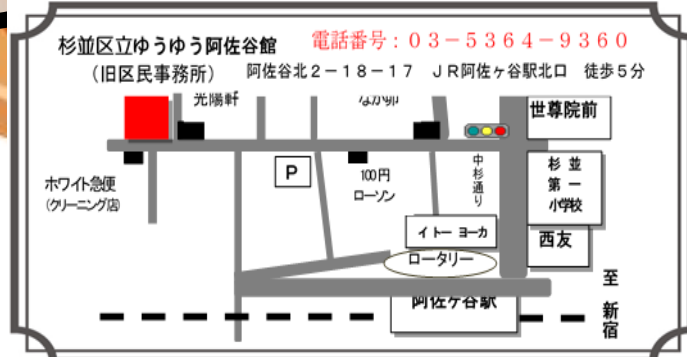 杉並区立ゆうゆう阿佐谷館
電話番号：03－5364－9360
（旧区民事務所）
阿佐谷北2－18－17　JR阿佐ヶ谷駅北口　徒歩5分
光陽軒
なか卯
世尊院前
ホワイト急便
（クリーニング店）
P
100円
ローソン
中杉通り
杉並
第一
小学校
イトーヨーカ
西友
ロータリー
至
新宿
阿佐ヶ谷駅